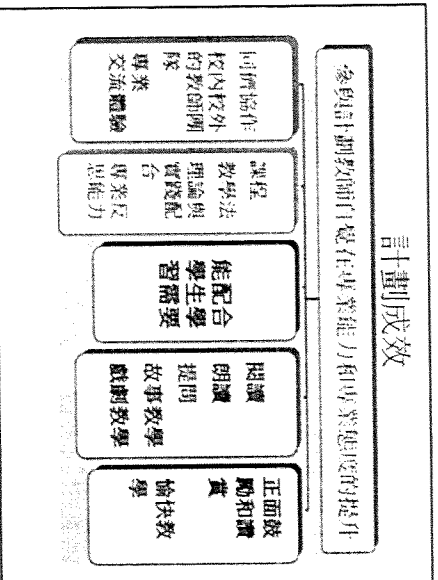 計劃成效
參與計劃教師自覺在專業能力和專業態度的提升
同儕協作
校內校外
的教師團
隊
專業
交流體驗
課程
教學法
理論與
實踐配
合
專業反
思能力
能配合
學生學
習需要
閱讀
朗讀
提問
故事教學
戲劇教學
正面鼓
勵和讚
賞
愉快教
學